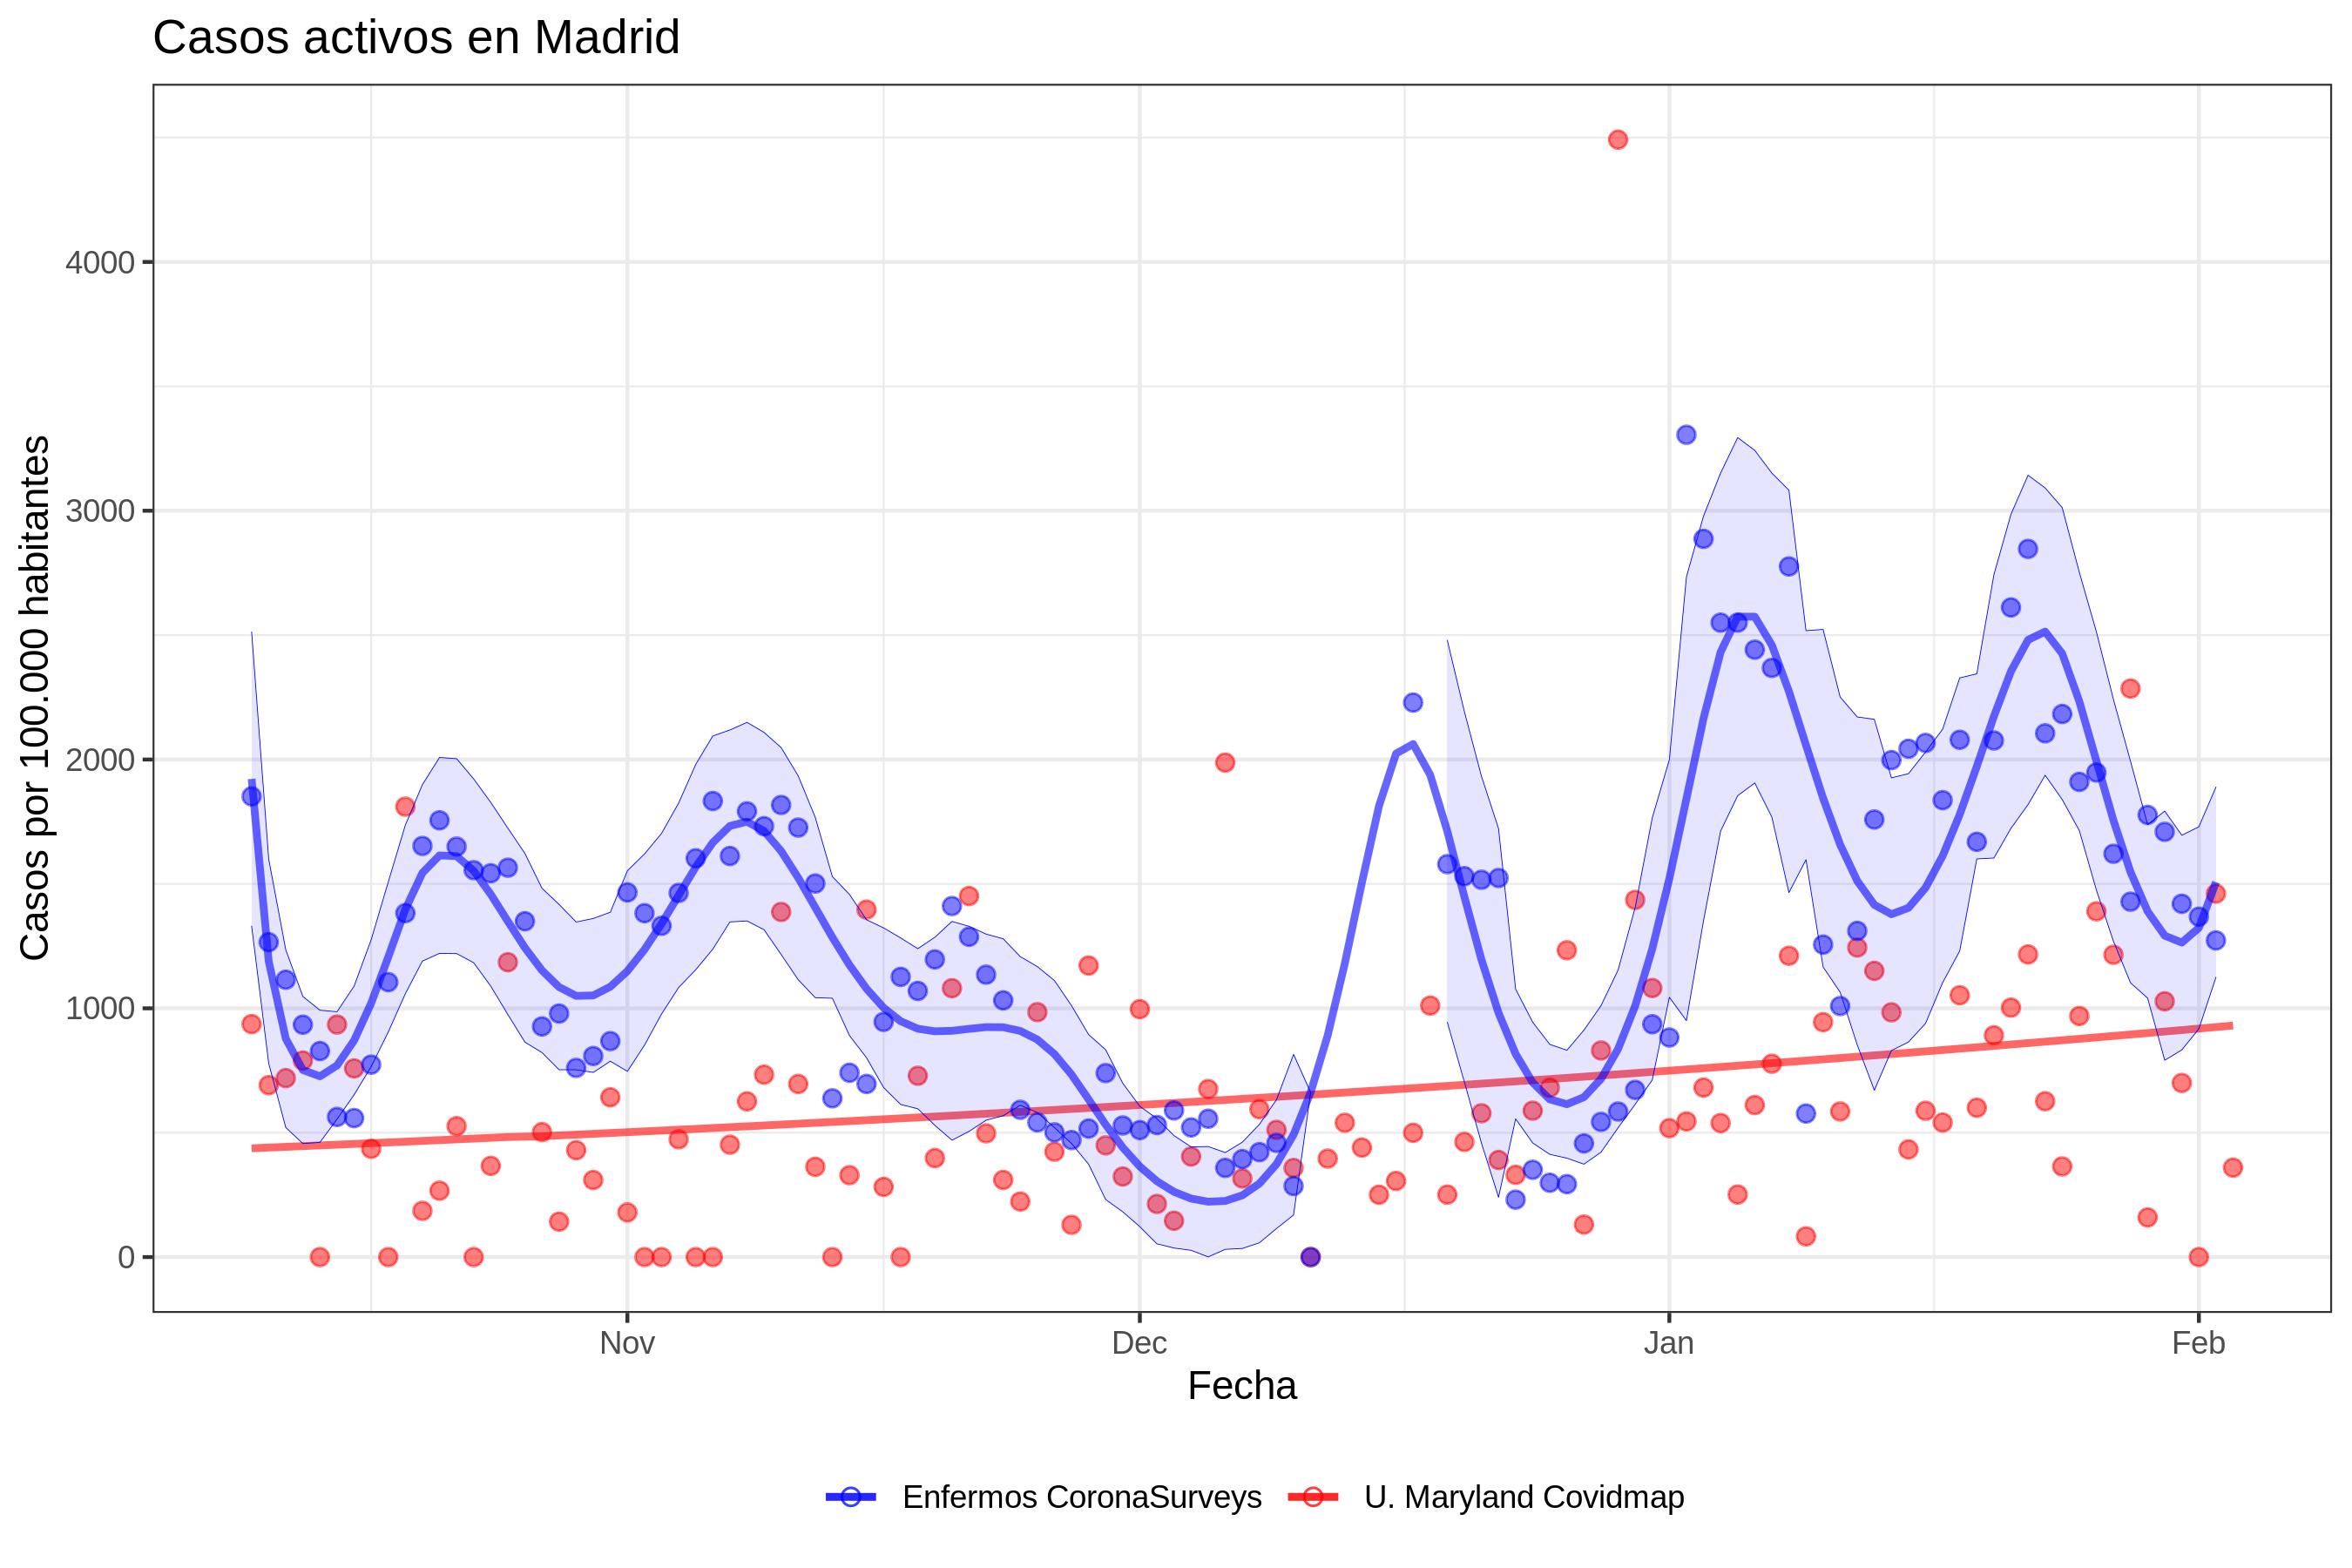 Casos activos en Madrid
Casos por 100.000 habitantes
4000
3000
2000
1000
0
Nov
Dec
Jan
Feb
Fecha
Enfermos CoronaSurveys
U. Maryland Covidmap